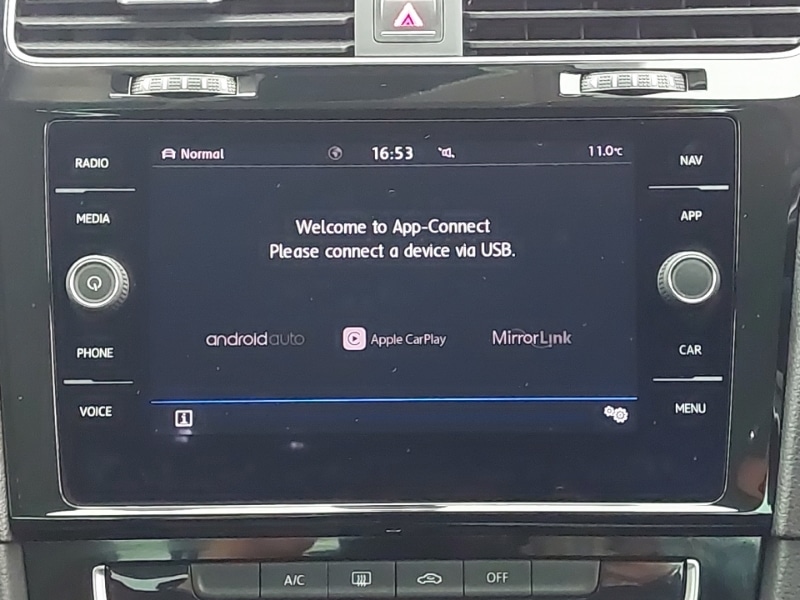 RADIO
MEDIA
PHONE
VOICE
Normal 16:53 11.0°C
Welcome to App-Connect
Please connect a device via USB.
androidauto Apple CarPlay MirrorLink
i
NAV
APP
CAR
MENU
A/C OFF